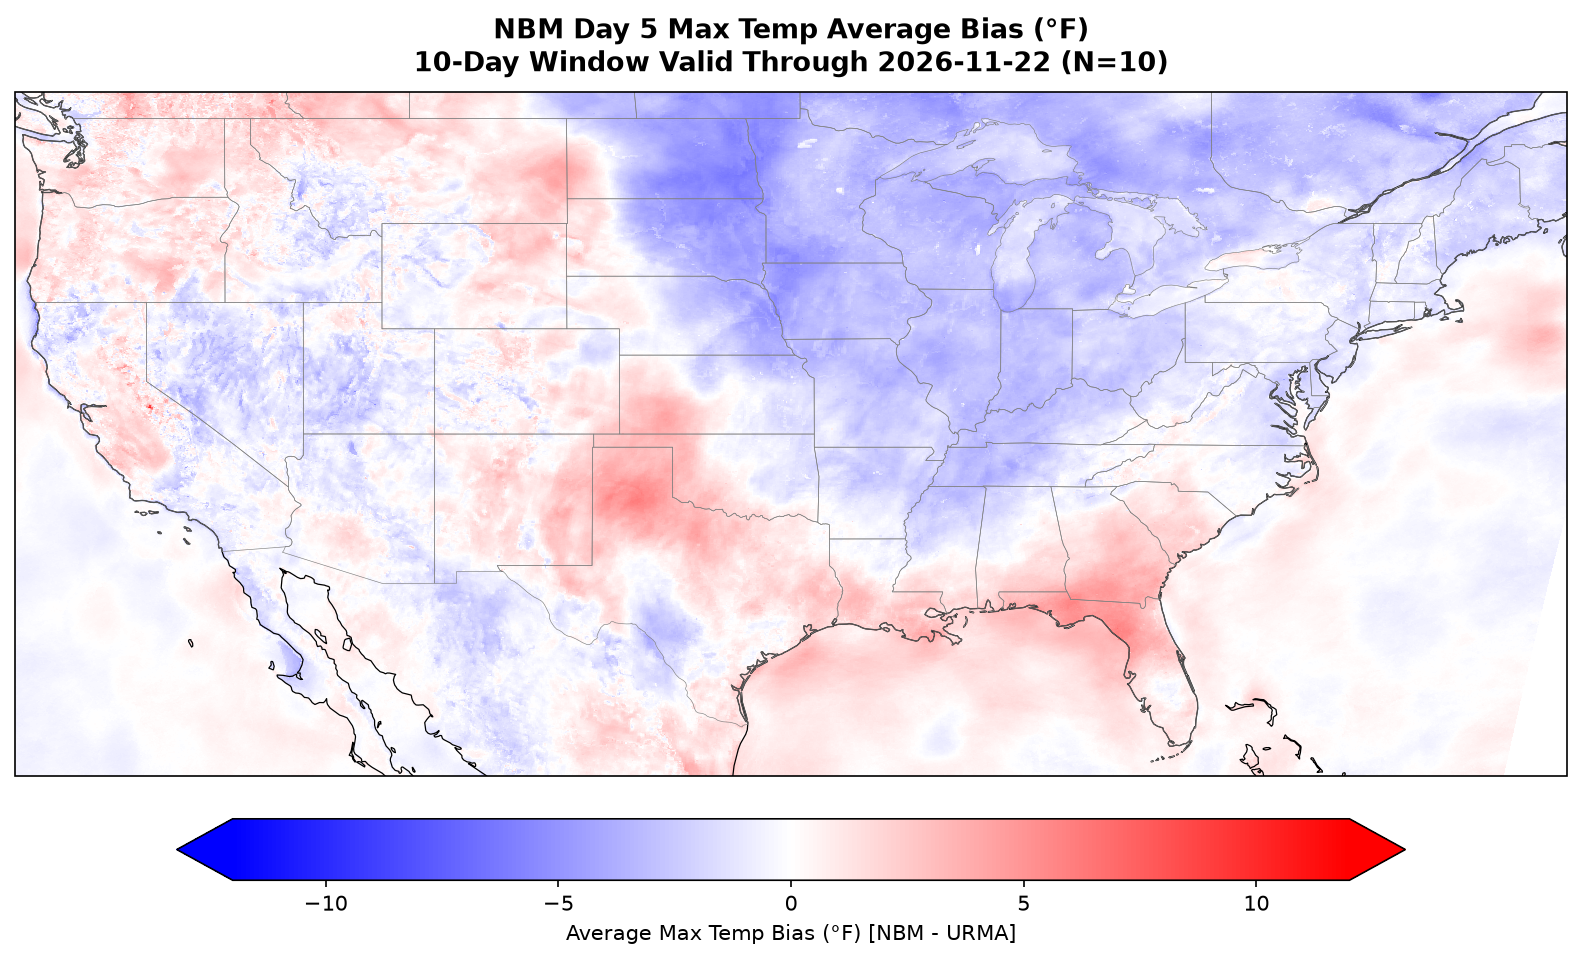 NBM Day 5 Max Temp Average Bias (°F)
10-Day Window Valid Through 2026-11-22 (N=10)
−10 −5 0 5 10
Average Max Temp Bias (°F) [NBM - URMA]